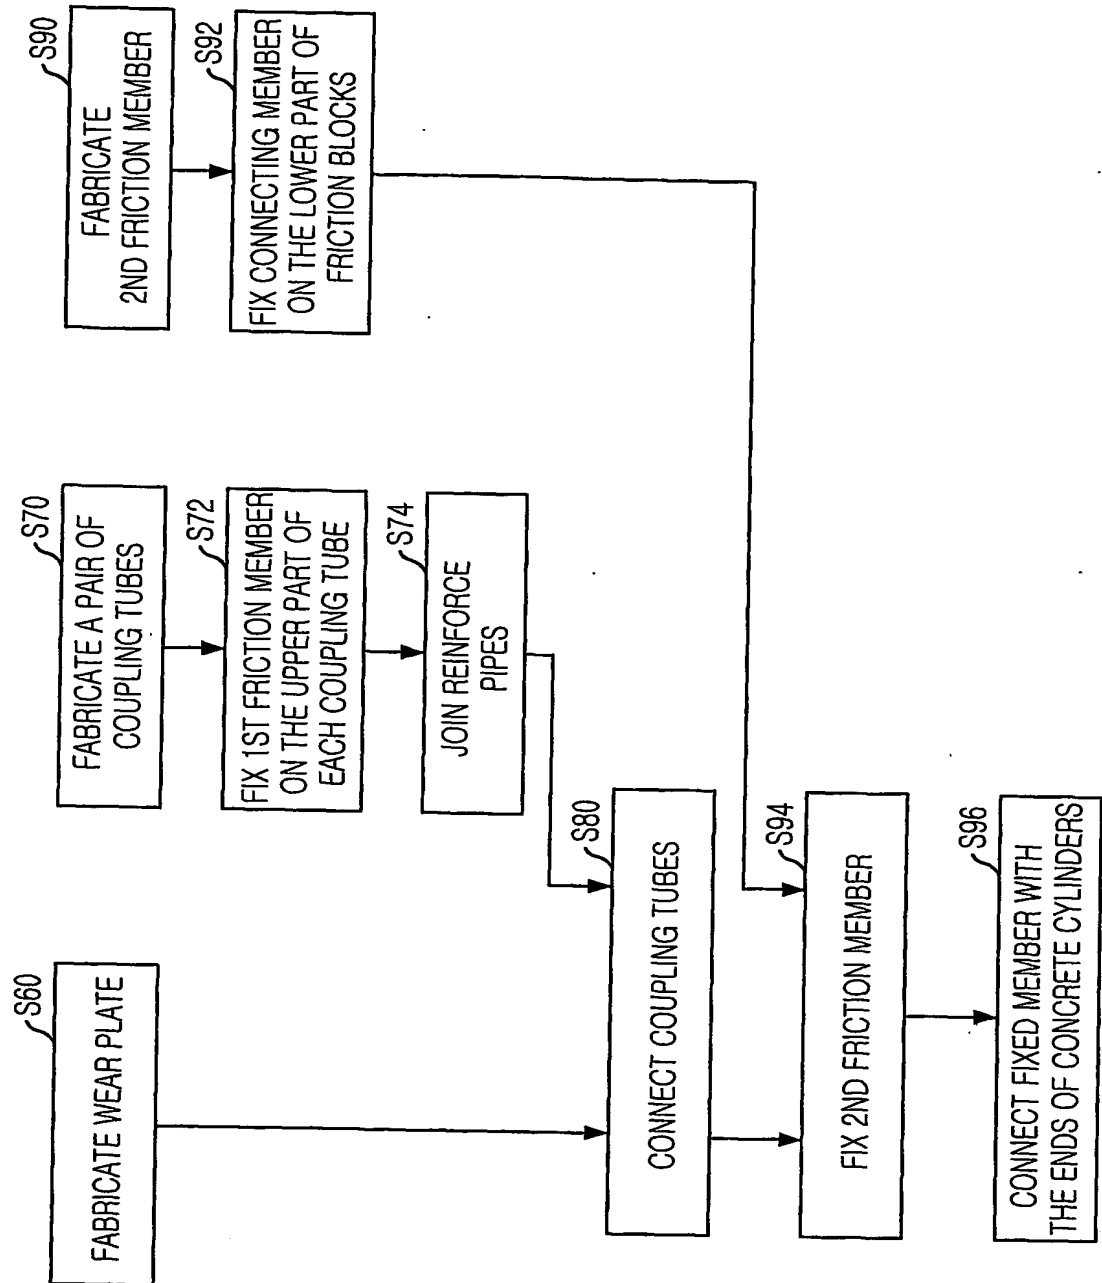 S60
FABRICATE WEAR PLATE
S70
FABRICATE A PAIR OF
COUPLING TUBES
S72
FIX 1ST FRICTION MEMBER
ON THE UPPER PART OF
EACH COUPLING TUBE
S74
JOIN REINFORCE
PIPES
S80
CONNECT COUPLING TUBES
S90
FABRICATE
2ND FRICTION MEMBER
S92
FIX CONNECTING MEMBER
ON THE LOWER PART OF
FRICTION BLOCKS
S94
FIX 2ND FRICTION MEMBER
S96
CONNECT FIXED MEMBER WITH
THE ENDS OF CONCRETE CYLINDERS